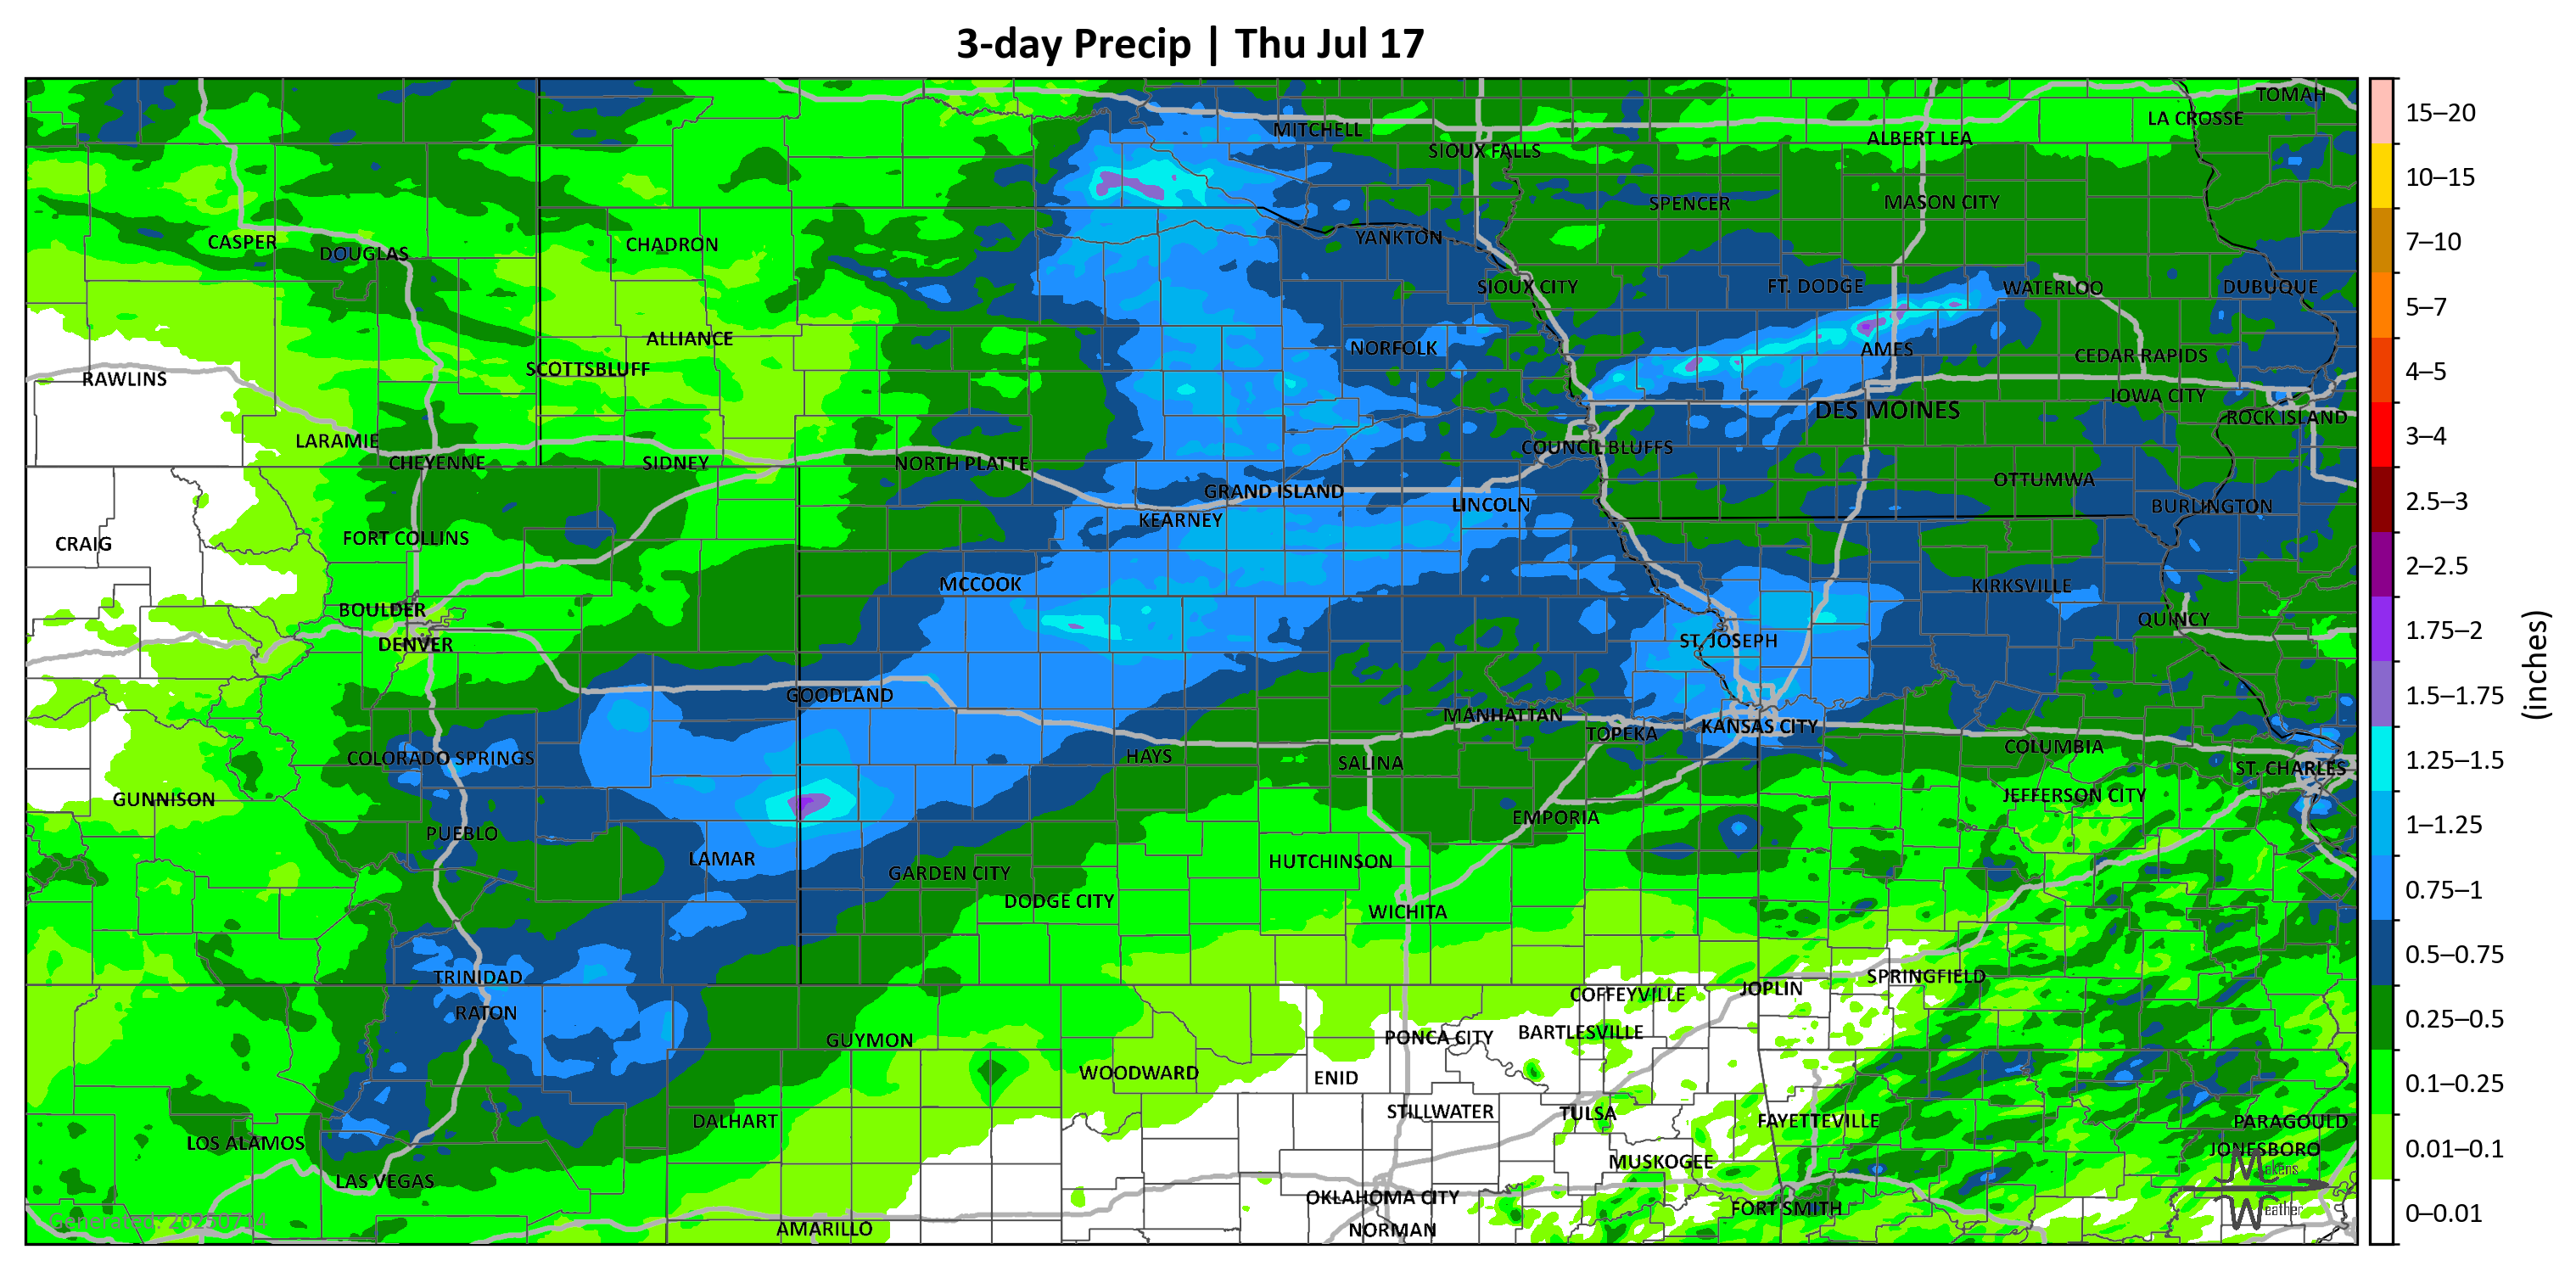 3-day Precip | Thu Jul 17
TOMAH
LA CROSSE
MITCHELL
ALBERT LEA
SIOUX FALLS
SPENCER
MASON CITY
CASPER
DOUGLAS
CHADRON
YANKTON
SIOUX CITY
FT. DODGE
WATERLOO
DUBUQUE
ALLIANCE
NORFOLK
AMES
CEDAR RAPIDS
SCOTTSBLUFF
RAWLINS
IOWA CITY
DES MOINES
ROCK ISLAND
LARAMIE
COUNCIL BLUFFS
CHEYENNE
SIDNEY
NORTH PLATTE
OTTUMWA
GRAND ISLAND
LINCOLN
BURLINGTON
KEARNEY
FORT COLLINS
CRAIG
MCCOOK
KIRKSVILLE
BOULDER
QUINCY
DENVER
ST. JOSEPH
GOODLAND
MANHATTAN
TOPEKA
KANSAS CITY
COLUMBIA
COLORADO SPRINGS
HAYS
SALINA
ST. CHARLES
GUNNISON
JEFFERSON CITY
EMPORIA
PUEBLO
LAMAR
HUTCHINSON
GARDEN CITY
DODGE CITY
WICHITA
TRINIDAD
SPRINGFIELD
COFFEYVILLE
JOPLIN
RATON
GUYMON
PONCA CITY
BARTLESVILLE
WOODWARD
ENID
STILLWATER
TULSA
DALHART
FAYETTEVILLE
PARAGOULD
LOS ALAMOS
JONESBORO
MUSKOGEE
Makens
LAS VEGAS
OKLAHOMA CITY
FORT SMITH
Weather
Generated: 20250714
AMARILLO
NORMAN
15–20
10–15
7–10
5–7
4–5
3–4
2.5–3
2–2.5
1.75–2
1.5–1.75
1.25–1.5
1–1.25
0.75–1
0.5–0.75
0.25–0.5
0.1–0.25
0.01–0.1
0–0.01
(inches)